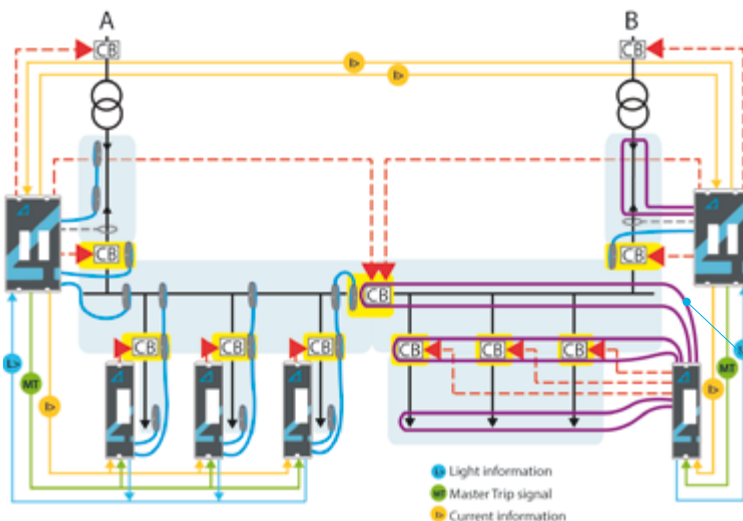 A
B
CB
CB
I>
I>
CB
CB
CB
CB
CB
CB
CB
CB
CB
CB
L>
MT
I>
I>
MT
L> Light information
MT Master Trip signal
I> Current information